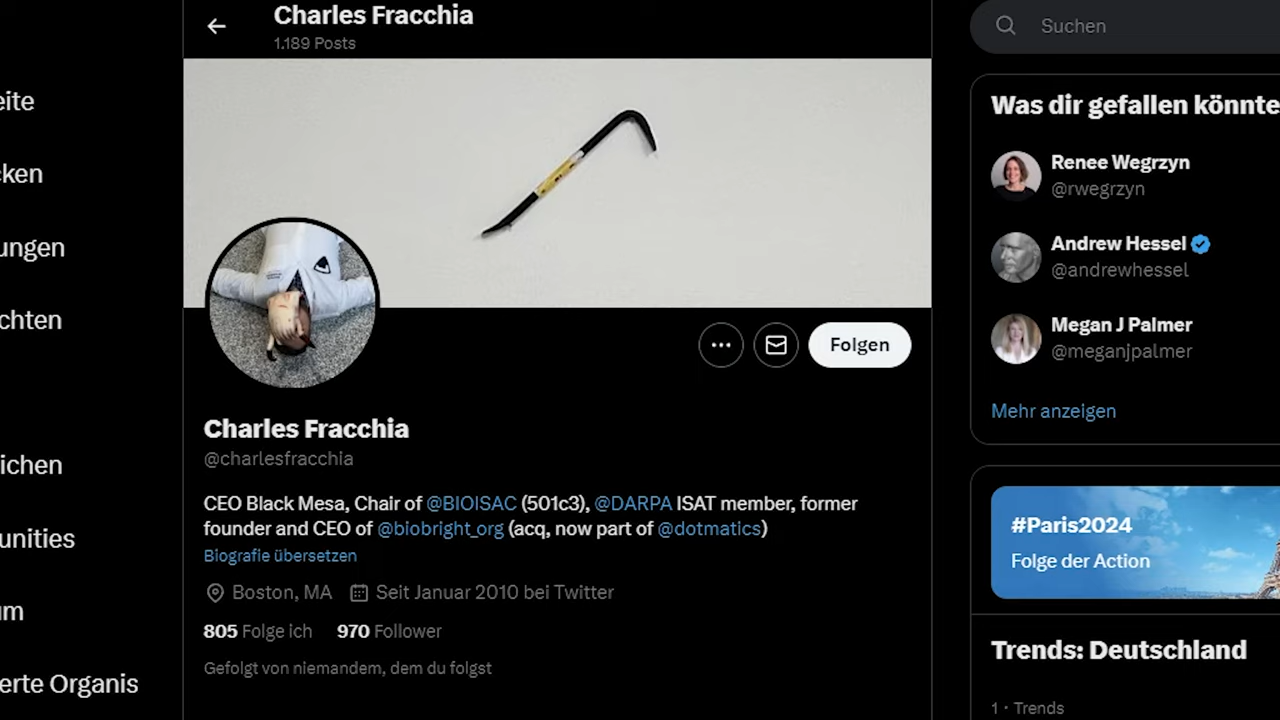 Charles Fracchia
1.189 Posts
eite
cken
ungen
chten
ichen
unities
um
erte Organis
Folgen
Charles Fracchia
@charlesfracchia
CEO Black Mesa, Chair of @BIOISAC (501c3), @DARPA ISAT member, former
founder and CEO of @biobright_org (acq, now part of @dotmatics)
Biografie übersetzen
Boston, MA Seit Januar 2010 bei Twitter
805 Folge ich 970 Follower
Gefolgt von niemandem, dem du folgst
Suchen
Was dir gefallen könnte
Renee Wegrzyn
@rwegrzyn
Andrew Hessel
@andrewhessel
Megan J Palmer
@meganjpalmer
Mehr anzeigen
#Paris2024
Folge der Action
Trends: Deutschland
1 · Trends